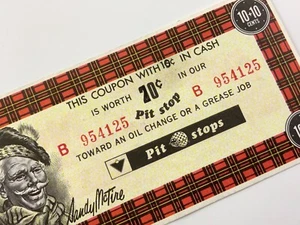 10·10
CENTS
THIS COUPON WITH 10¢ IN CASH
IS WORTH 70¢ IN OUR
B 954125 Pit stop B 954125
TOWARD AN OIL CHANGE OR A GREASE JOB
Pit stops
Sandy McTire